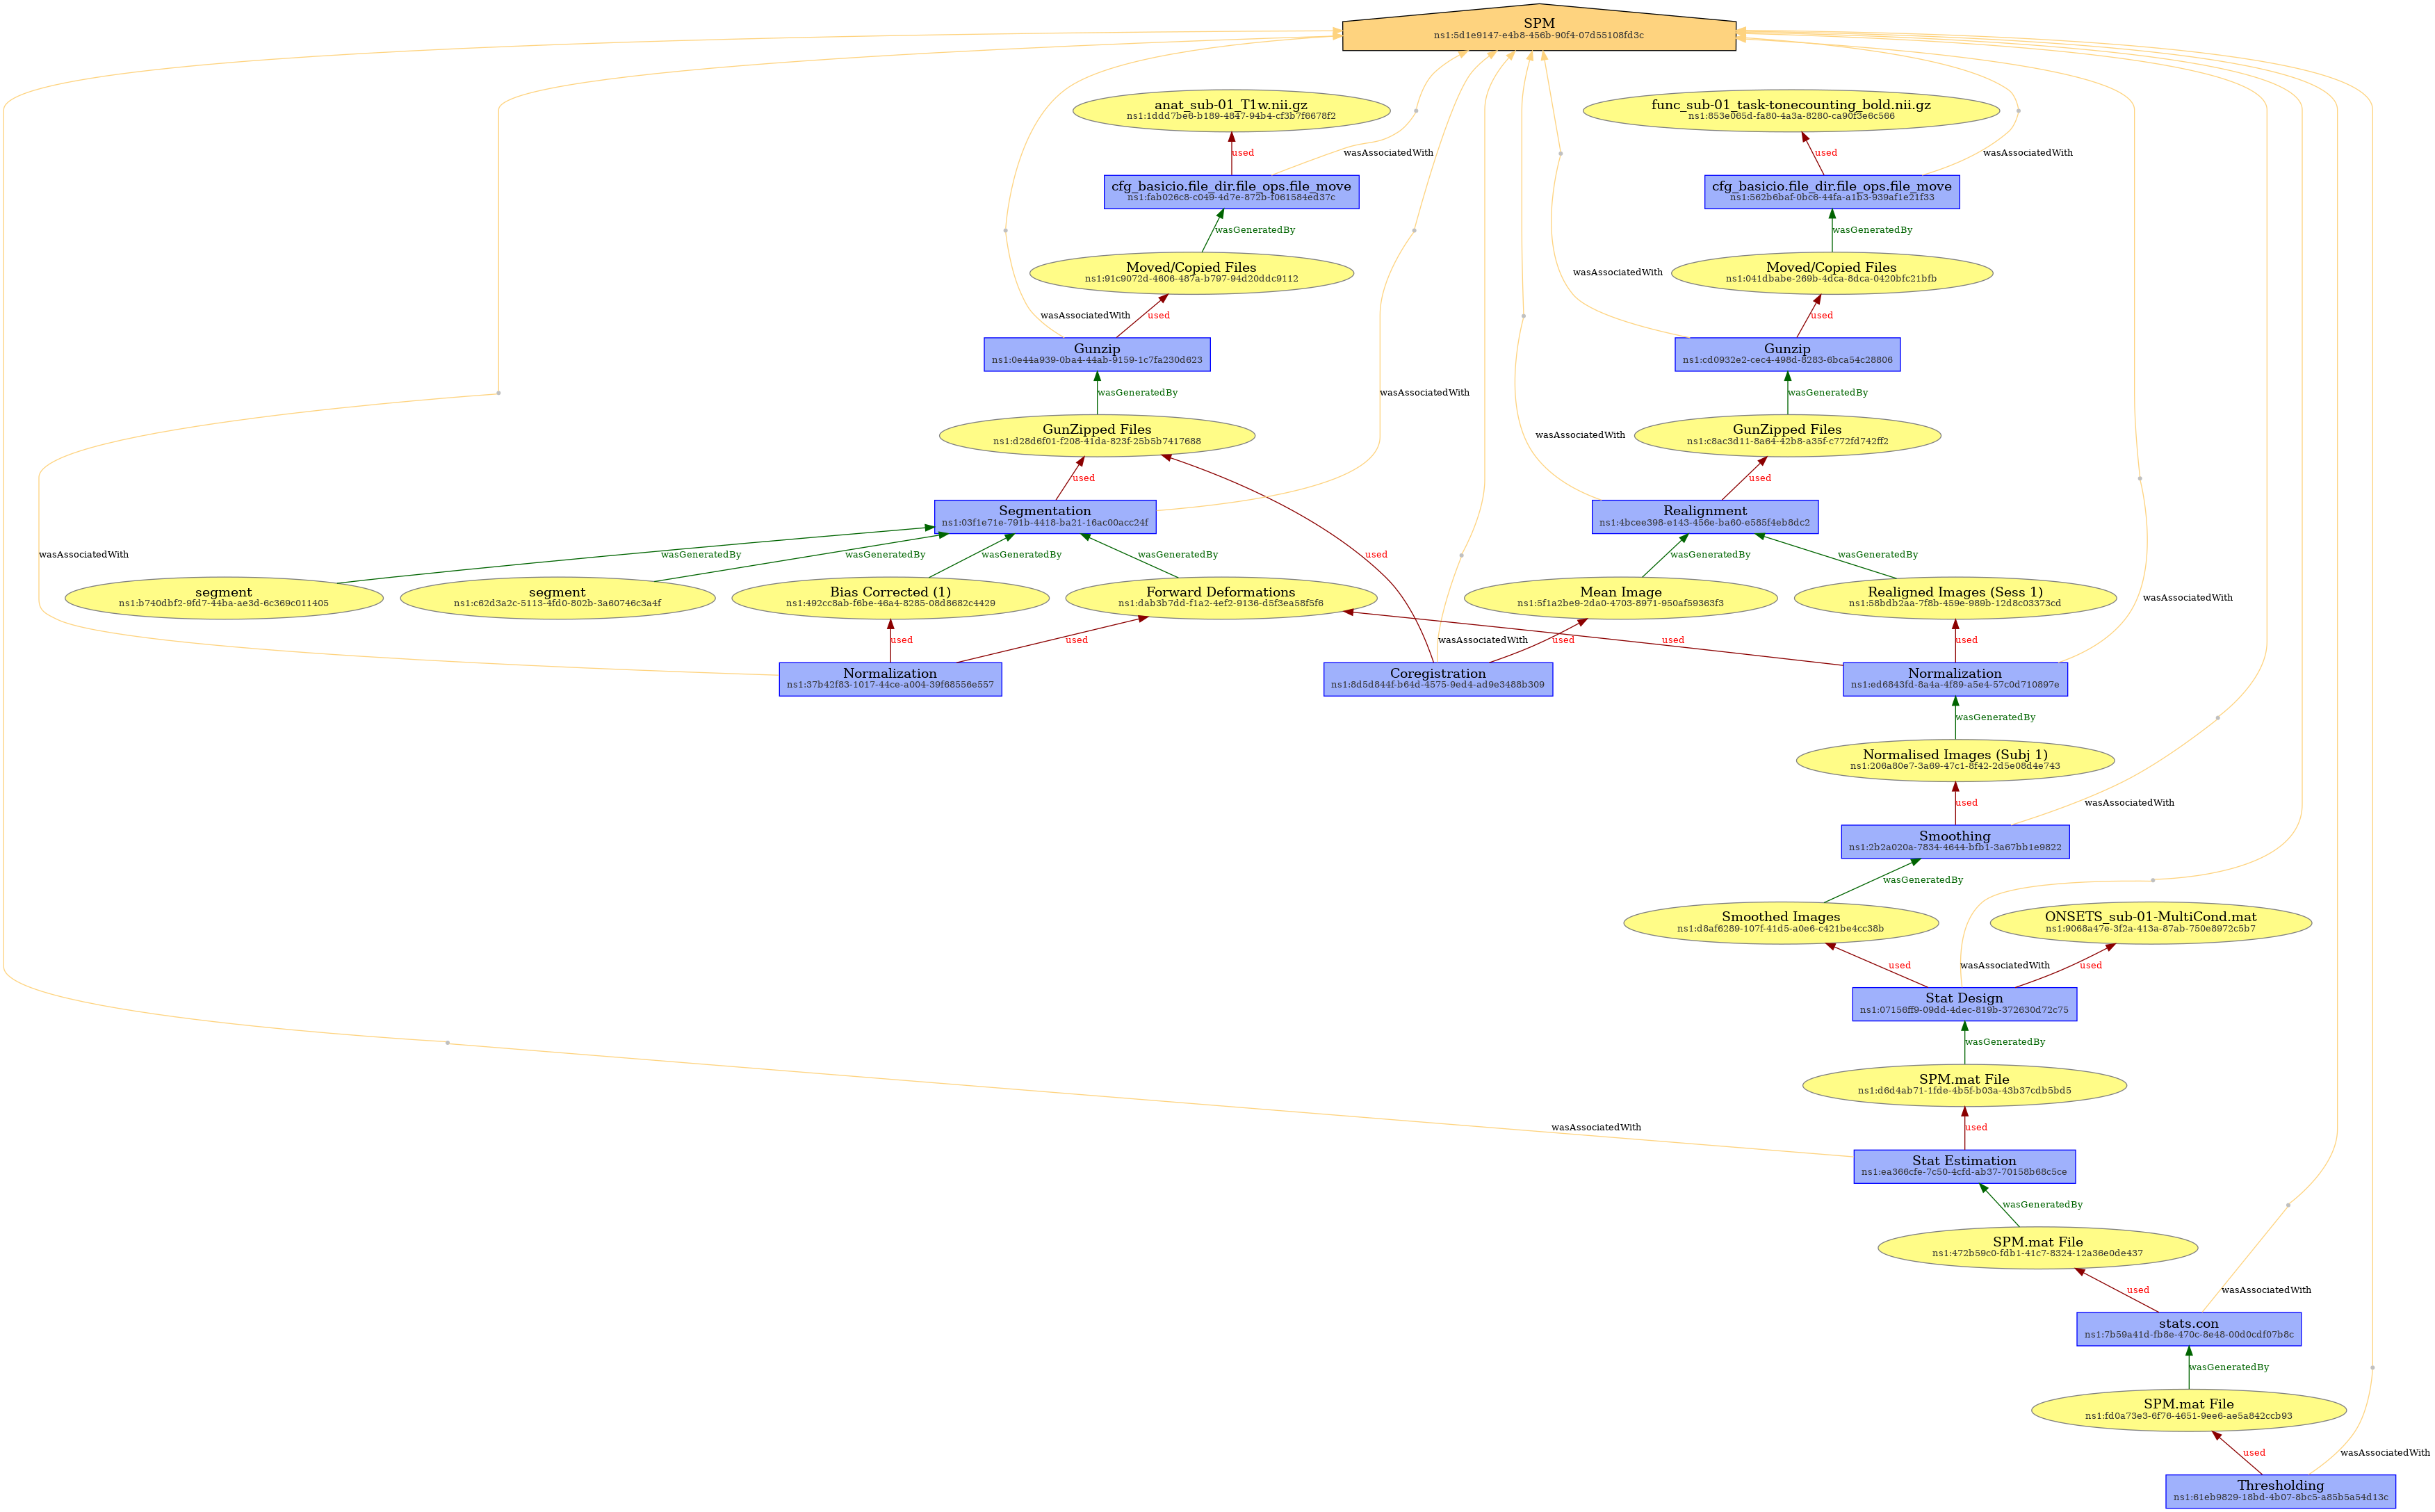 SPM
ns1:5d1e9147-e4b8-456b-90f4-07d55108fd3c
anat_sub-01_T1w.nii.gz
ns1:1ddd7be6-b189-4847-94b4-cf3b7f6678f2
func_sub-01_task-tonecounting_bold.nii.gz
ns1:853e065d-fa80-4a3a-8280-ca90f3e6c566
used
wasAssociatedWith
used
wasAssociatedWith
cfg_basicio.file_dir.file_ops.file_move
ns1:fab026c8-c049-4d7e-872b-f061584ed37c
cfg_basicio.file_dir.file_ops.file_move
ns1:562b6baf-0bc6-44fa-a1b3-939af1e21f33
wasGeneratedBy
wasGeneratedBy
Moved/Copied Files
ns1:91c9072d-4606-487a-b797-94d20ddc9112
wasAssociatedWith
Moved/Copied Files
ns1:041dbabe-269b-4dca-8dca-0420bfc21bfb
wasAssociatedWith
used
used
Gunzip
ns1:0e44a939-0ba4-44ab-9159-1c7fa230d623
Gunzip
ns1:cd0932e2-cec4-498d-8283-6bca54c28806
wasGeneratedBy
wasAssociatedWith
wasGeneratedBy
GunZipped Files
ns1:d28d6f01-f208-41da-823f-25b5b7417688
wasAssociatedWith
GunZipped Files
ns1:c8ac3d11-8a64-42b8-a35f-c772fd742ff2
used
used
Segmentation
ns1:03f1e71e-791b-4418-ba21-16ac00acc24f
Realignment
ns1:4bcee398-e143-456e-ba60-e585f4eb8dc2
wasAssociatedWith
wasGeneratedBy
wasGeneratedBy
wasGeneratedBy
wasGeneratedBy
used
wasGeneratedBy
wasGeneratedBy
segment
ns1:b740dbf2-9fd7-44ba-ae3d-6c369c011405
segment
ns1:c62d3a2c-5113-4fd0-802b-3a60746c3a4f
Bias Corrected (1)
ns1:492cc8ab-f6be-46a4-8285-08d8682c4429
Forward Deformations
ns1:dab3b7dd-f1a2-4ef2-9136-d5f3ea58f5f6
Mean Image
ns1:5f1a2be9-2da0-4703-8971-950af59363f3
Realigned Images (Sess 1)
ns1:58bdb2aa-7f8b-459e-989b-12d8c03373cd
wasAssociatedWith
used
used
wasAssociatedWith
used
used
used
Normalization
ns1:37b42f83-1017-44ce-a004-39f68556e557
Coregistration
ns1:8d5d844f-b64d-4575-9ed4-ad9e3488b309
Normalization
ns1:ed6843fd-8a4a-4f89-a5e4-57c0d710897e
wasGeneratedBy
Normalised Images (Subj 1)
ns1:206a80e7-3a69-47c1-8f42-2d5e08d4e743
used
wasAssociatedWith
Smoothing
ns1:2b2a020a-7834-4644-bfb1-3a67bb1e9822
wasGeneratedBy
Smoothed Images
ns1:d8af6289-107f-41d5-a0e6-c421be4cc38b
ONSETS_sub-01-MultiCond.mat
ns1:9068a47e-3f2a-413a-87ab-750e8972c5b7
used
wasAssociatedWith
used
Stat Design
ns1:07156ff9-09dd-4dec-819b-372630d72c75
wasGeneratedBy
SPM.mat File
ns1:d6d4ab71-1fde-4b5f-b03a-43b37cdb5bd5
wasAssociatedWith
used
Stat Estimation
ns1:ea366cfe-7c50-4cfd-ab37-70158b68c5ce
wasGeneratedBy
SPM.mat File
ns1:472b59c0-fdb1-41c7-8324-12a36e0de437
used
wasAssociatedWith
stats.con
ns1:7b59a41d-fb8e-470c-8e48-00d0cdf07b8c
wasGeneratedBy
SPM.mat File
ns1:fd0a73e3-6f76-4651-9ee6-ae5a842ccb93
used
wasAssociatedWith
Thresholding
ns1:61eb9829-18bd-4b07-8bc5-a85b5a54d13c